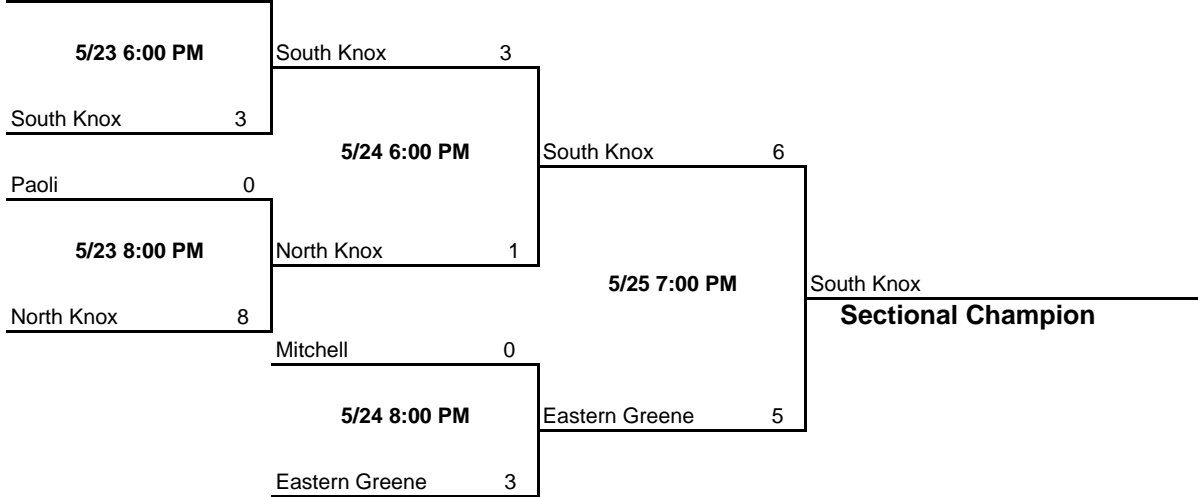 5/23 6:00 PM
South Knox 3
South Knox 3
5/24 6:00 PM
South Knox 6
Paoli 0
5/23 8:00 PM
North Knox 1
5/25 7:00 PM
South Knox
North Knox 8
Sectional Champion
Mitchell 0
5/24 8:00 PM
Eastern Greene 5
Eastern Greene 3